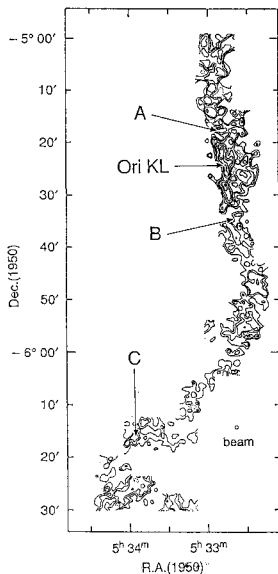 − 5° 00′
10′
A
20′
Ori KL
30′
B
40′
Dec.(1950)
50′
− 6° 00′
10′
C
20′
beam
30′
5ʰ 34ᵐ 5ʰ 33ᵐ
R.A.(1950)